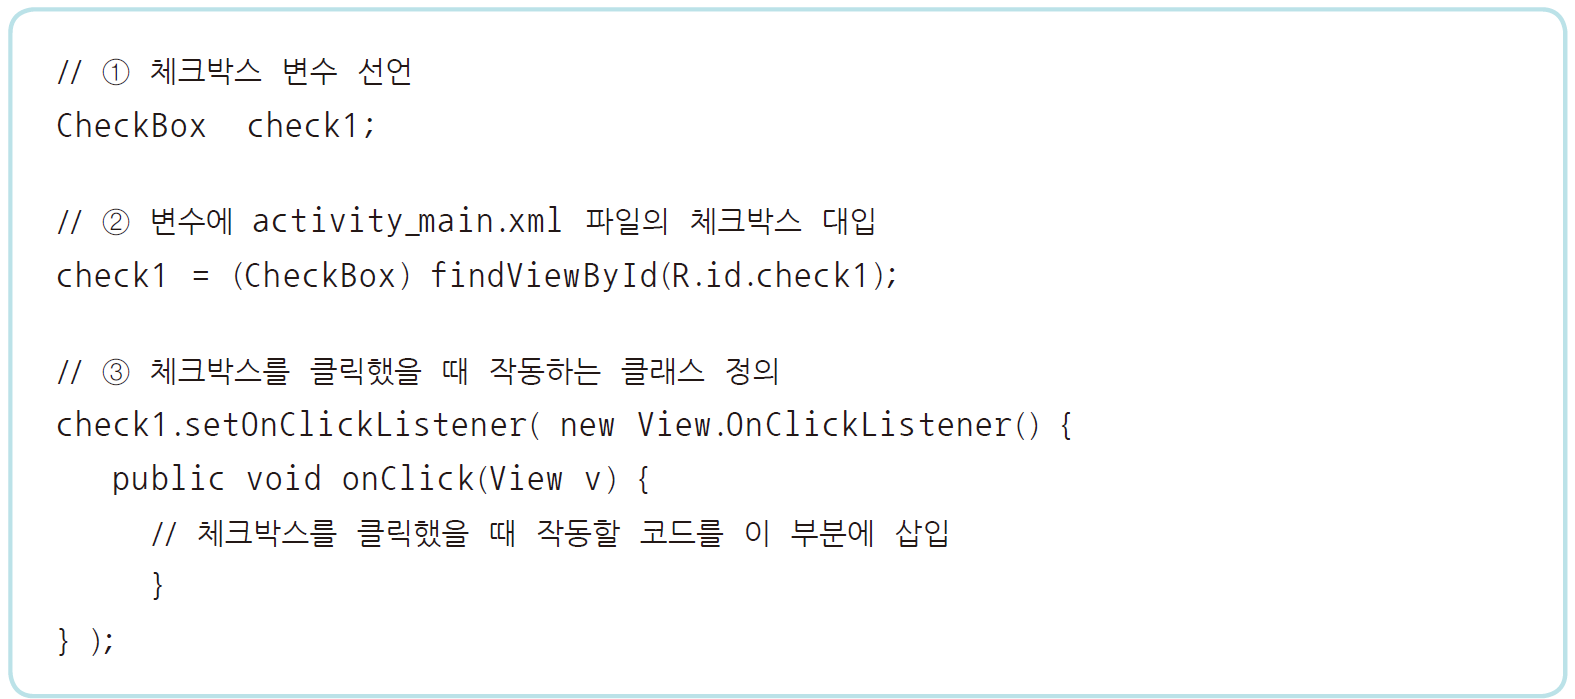 // ① 체크박스 변수 선언
CheckBox check1;
// ② 변수에 activity_main.xml 파일의 체크박스 대입
check1 = (CheckBox) findViewById(R.id.check1);
// ③ 체크박스를 클릭했을 때 작동하는 클래스 정의
check1.setOnClickListener( new View.OnClickListener() {
public void onClick(View v) {
// 체크박스를 클릭했을 때 작동할 코드를 이 부분에 삽입
}
} );